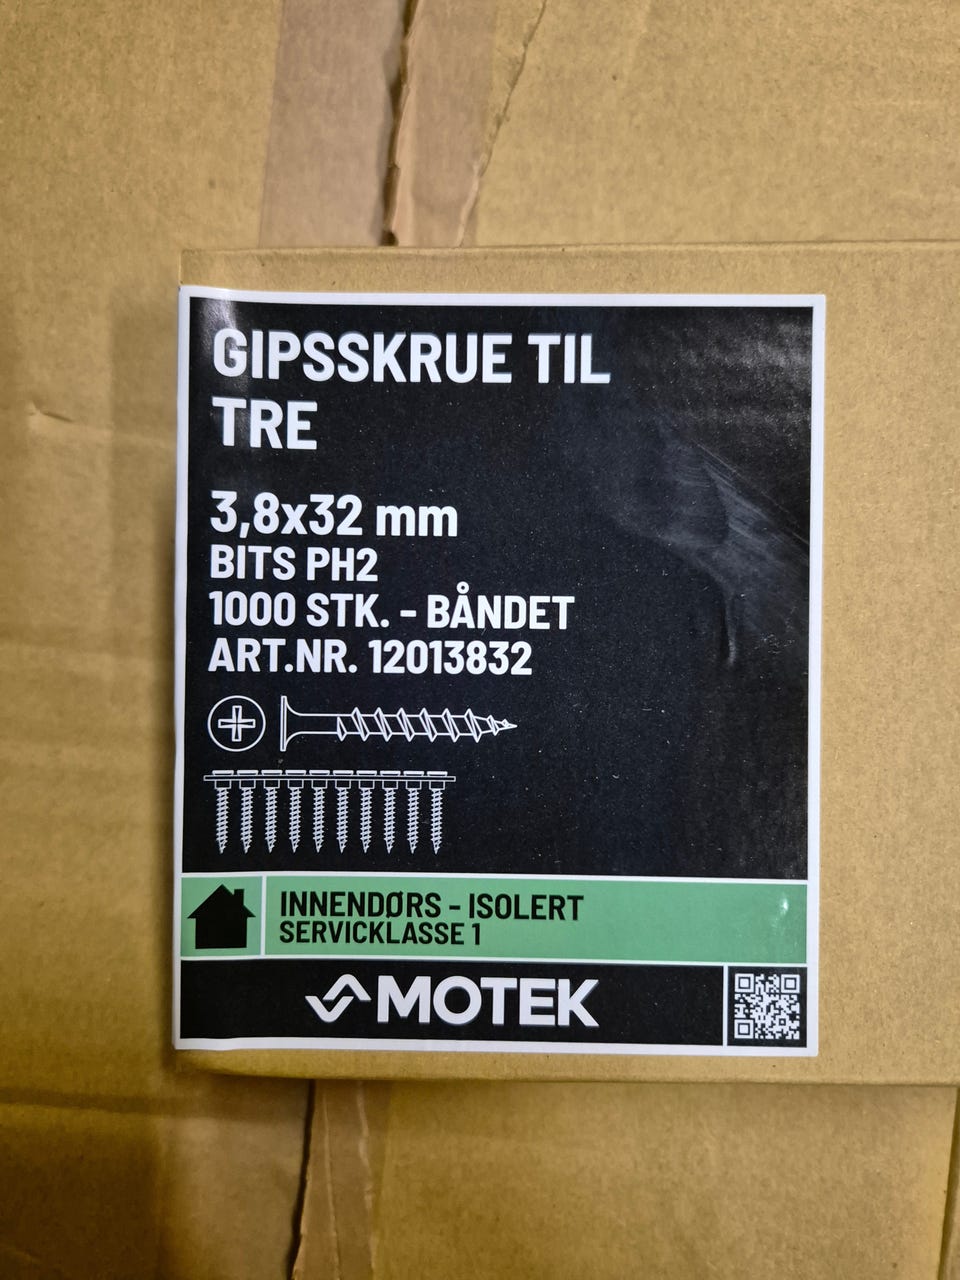 GIPSSKRUE TIL
TRE
3,8x32 mm
BITS PH2
1000 STK. - BÅNDET
ART.NR. 12013832
INNENDØRS - ISOLERT
SERVICKLASSE 1
MOTEK